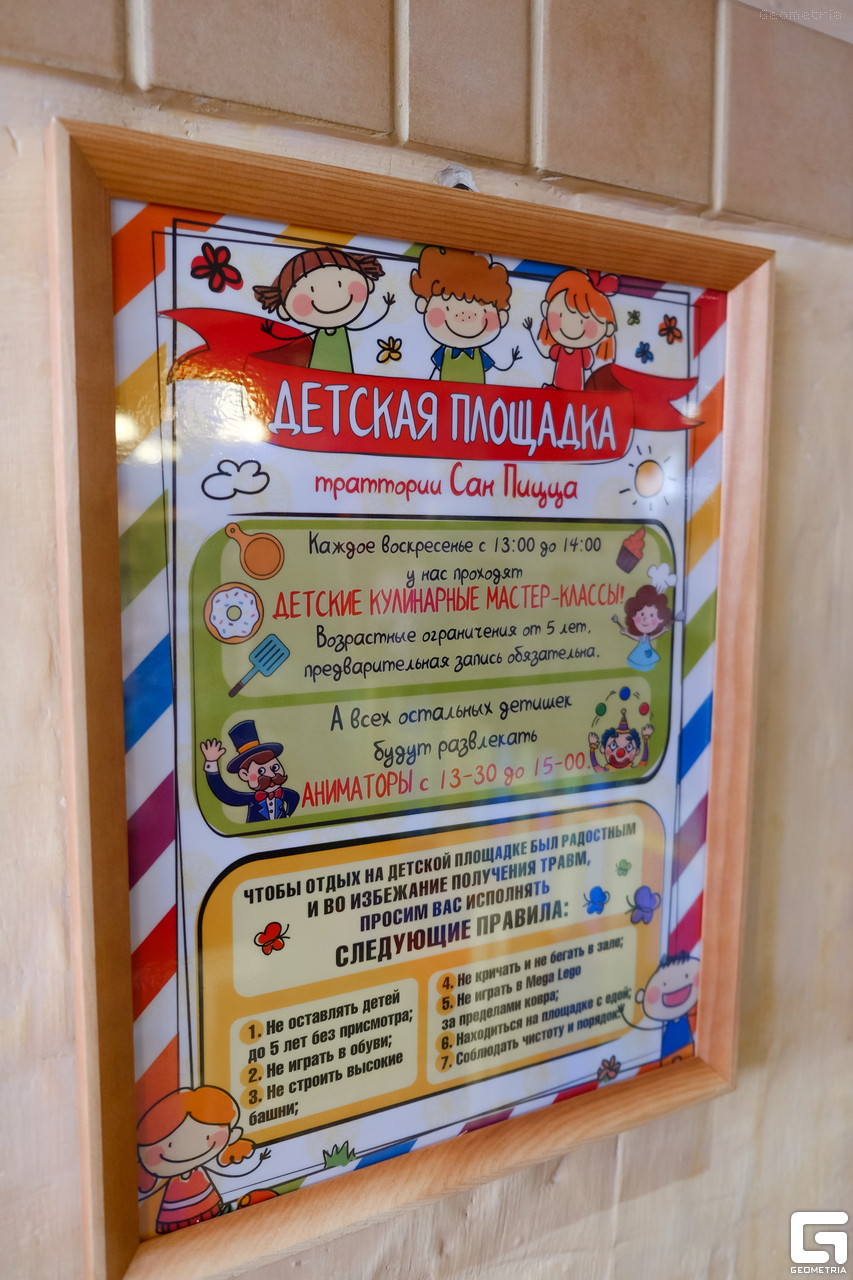 Geometria
ДЕТСКАЯ ПЛОЩАДКА
траттории Сан Пицца
Каждое воскресенье с 13:00 до 14:00
у нас проходят
ДЕТСКИЕ КУЛИНАРНЫЕ МАСТЕР-КЛАССЫ!
Возрастные ограничения от 5 лет,
предварительная запись обязательна.
А всех остальных детишек
будут развлекать
АНИМАТОРЫ с 13-30 до 15-00.
ЧТОБЫ ОТДЫХ НА ДЕТСКОЙ ПЛОЩАДКЕ БЫЛ РАДОСТНЫМ
И ВО ИЗБЕЖАНИЕ ПОЛУЧЕНИЯ ТРАВМ,
ПРОСИМ ВАС ИСПОЛНЯТЬ
СЛЕДУЮЩИЕ ПРАВИЛА:
1. Не оставлять детей
до 5 лет без присмотра;
2. Не играть в обуви;
3. Не строить высокие
башни;
4. Не кричать и не бегать в зале;
5. Не играть в Mega Lego
за пределами ковра;
6. Находиться на площадке с едой;
7. Соблюдать чистоту и порядок.
GEOMETRIA